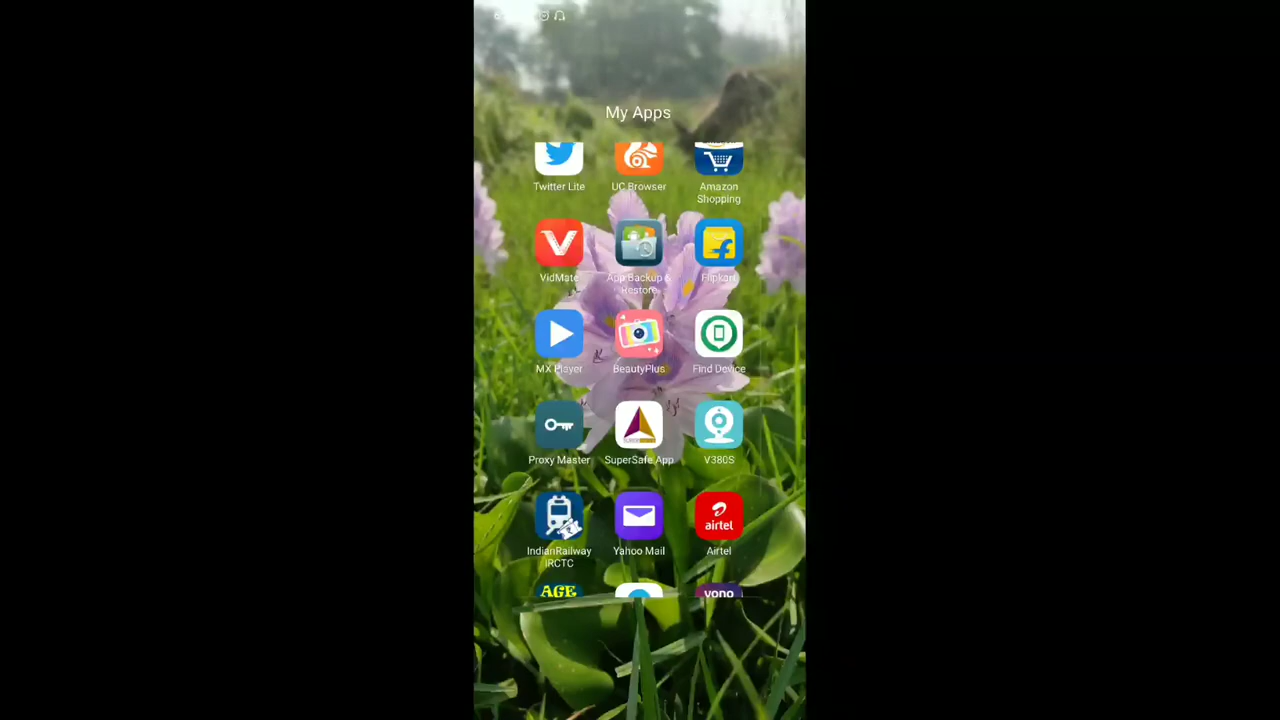 My Apps
Twitter Lite
UC Browser
Amazon
Shopping
VidMate
App Backup &
Restore
Flipkart
MX Player
BeautyPlus
Find Device
Proxy Master
SuperSafe App
V380S
IndianRailway
IRCTC
Yahoo Mail
airtel
Airtel
AGE
yono